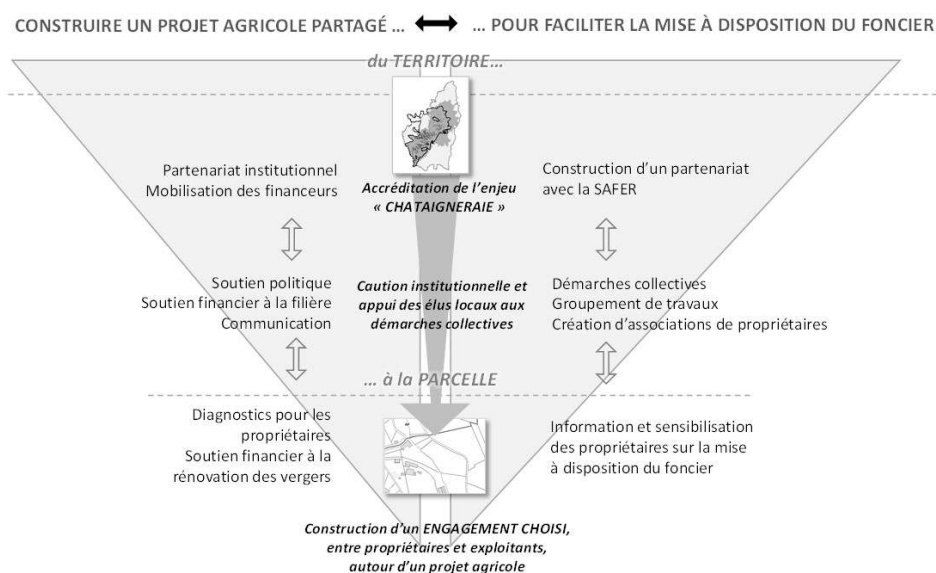 CONSTRUIRE UN PROJET AGRICOLE PARTAGÉ ...
... POUR FACILITER LA MISE À DISPOSITION DU FONCIER
du TERRITOIRE...
Partenariat institutionnel
Mobilisation des financeurs
Accréditation de l'enjeu
« CHATAIGNERAIE »
Construction d'un partenariat
avec la SAFER
Soutien politique
Soutien financier à la filière
Communication
Caution institutionnelle et
appui des élus locaux aux
démarches collectives
Démarches collectives
Groupement de travaux
Création d'associations de propriétaires
... à la PARCELLE
Diagnostics pour les
propriétaires
Soutien financier à la
rénovation des vergers
Information et sensibilisation
des propriétaires sur la mise
à disposition du foncier
Construction d'un ENGAGEMENT CHOISI,
entre propriétaires et exploitants,
autour d'un projet agricole